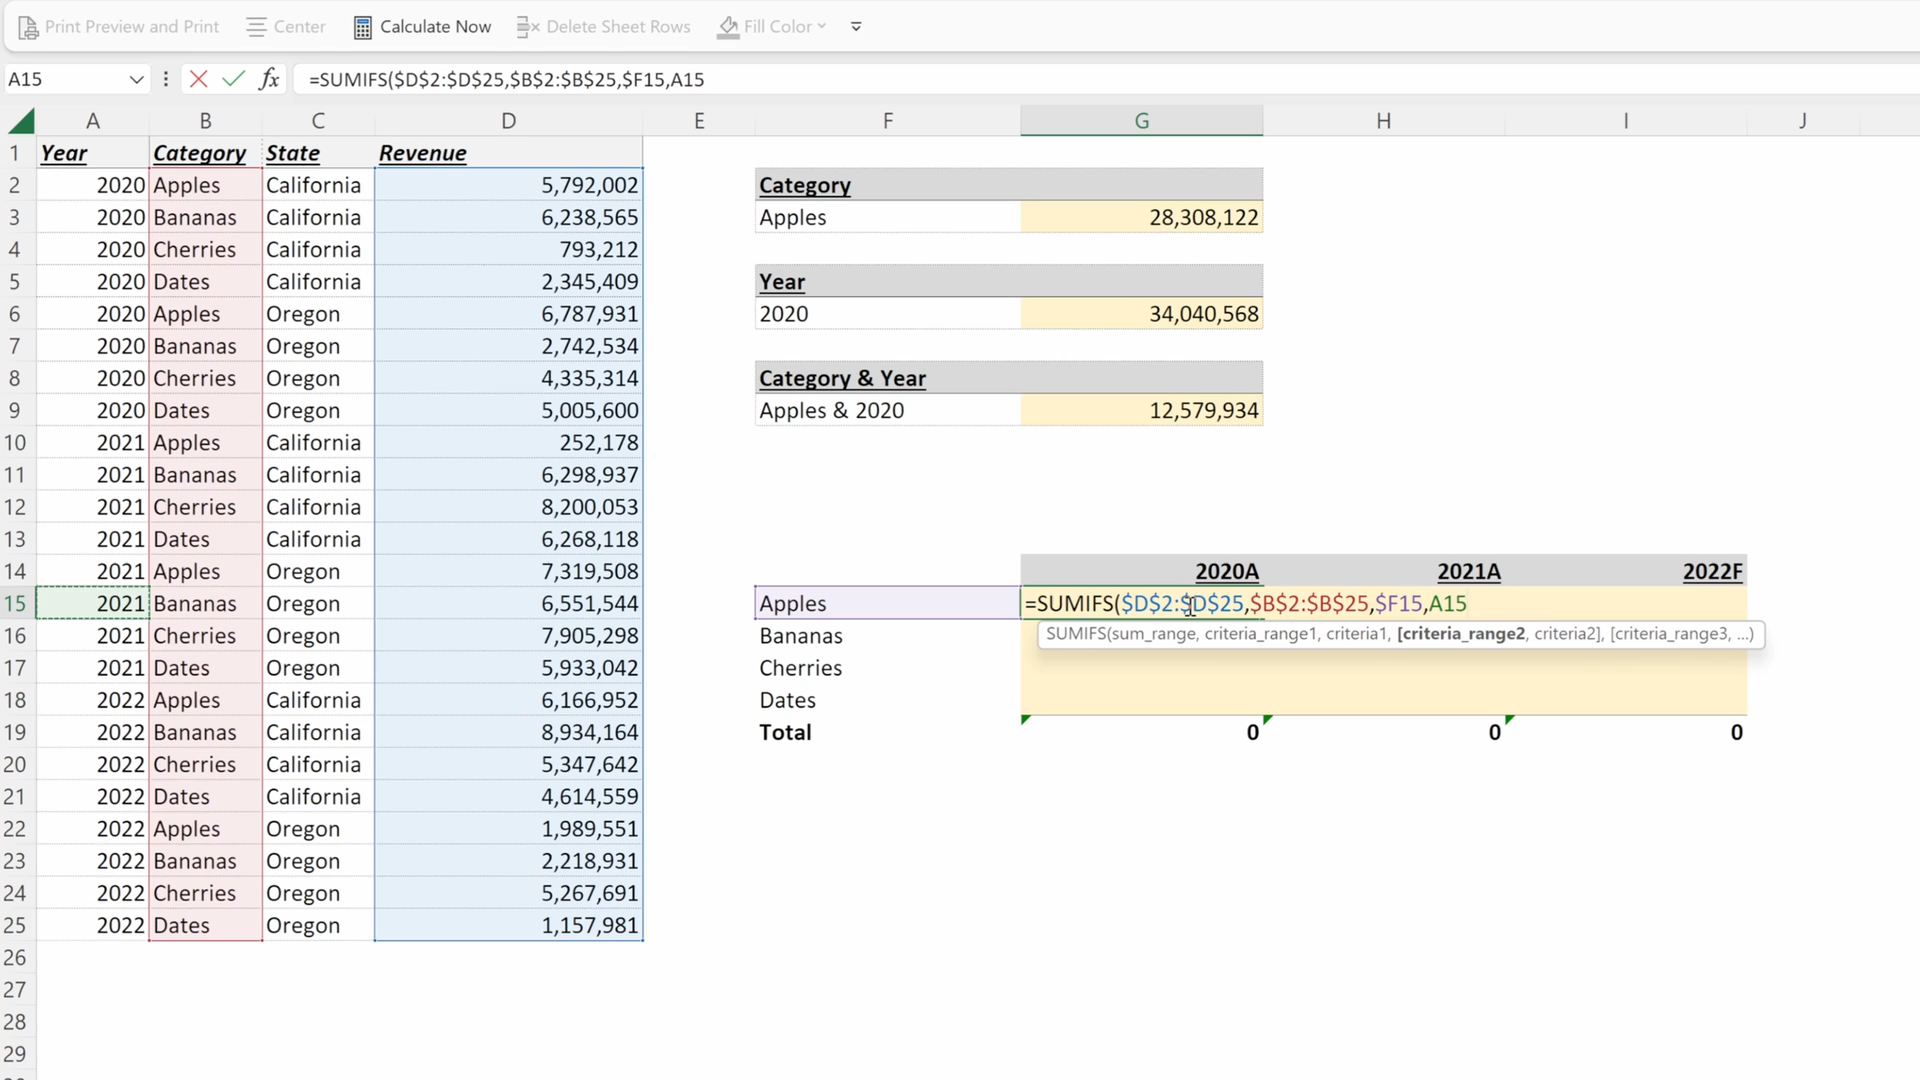 Print Preview and Print Center Calculate Now Delete Sheet Rows Fill Color
A15 fx =SUMIFS($D$2:$D$25,$B$2:$B$25,$F15,A15
A B C D E F G H I J
1 Year Category State Revenue
2 2020 Apples California 5,792,002 Category
3 2020 Bananas California 6,238,565 Apples 28,308,122
4 2020 Cherries California 793,212
5 2020 Dates California 2,345,409 Year
6 2020 Apples Oregon 6,787,931 2020 34,040,568
7 2020 Bananas Oregon 2,742,534
8 2020 Cherries Oregon 4,335,314 Category & Year
9 2020 Dates Oregon 5,005,600 Apples & 2020 12,579,934
10 2021 Apples California 252,178
11 2021 Bananas California 6,298,937
12 2021 Cherries California 8,200,053
13 2021 Dates California 6,268,118
14 2021 Apples Oregon 7,319,508 2020A 2021A 2022F
15 2021 Bananas Oregon 6,551,544 Apples =SUMIFS($D$2:$D$25,$B$2:$B$25,$F15,A15
16 2021 Cherries Oregon 7,905,298 Bananas SUMIFS(sum_range, criteria_range1, criteria1, [criteria_range2, criteria2], [criteria_range3, ...)
17 2021 Dates Oregon 5,933,042 Cherries
18 2022 Apples California 6,166,952 Dates
19 2022 Bananas California 8,934,164 Total 0 0 0
20 2022 Cherries California 5,347,642
21 2022 Dates California 4,614,559
22 2022 Apples Oregon 1,989,551
23 2022 Bananas Oregon 2,218,931
24 2022 Cherries Oregon 5,267,691
25 2022 Dates Oregon 1,157,981
26
27
28
29